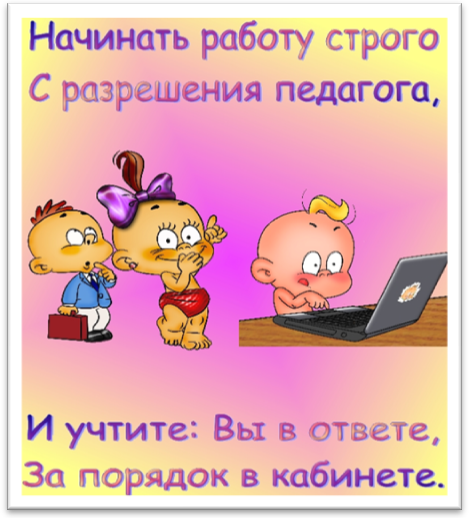 Начинать работу строго
С разрешения педагога,
И учтите: Вы в ответе,
За порядок в кабинете.